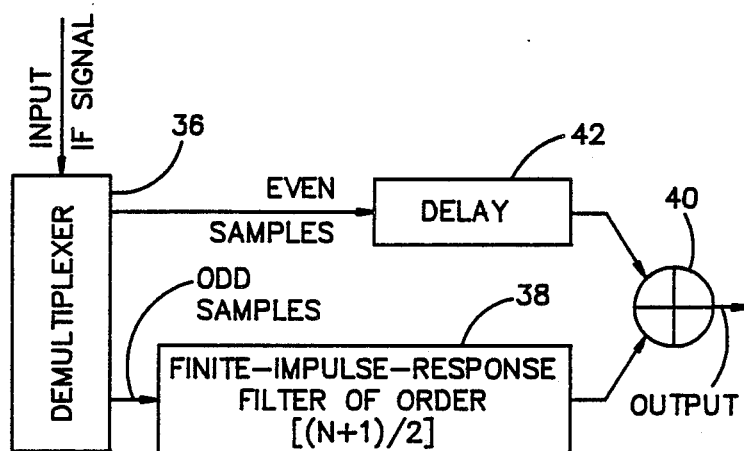 INPUT
IF SIGNAL
36
42
DEMULTIPLEXER
EVEN
SAMPLES
DELAY
40
ODD
SAMPLES
38
FINITE-IMPULSE-RESPONSE
FILTER OF ORDER
[(N+1)/2]
OUTPUT